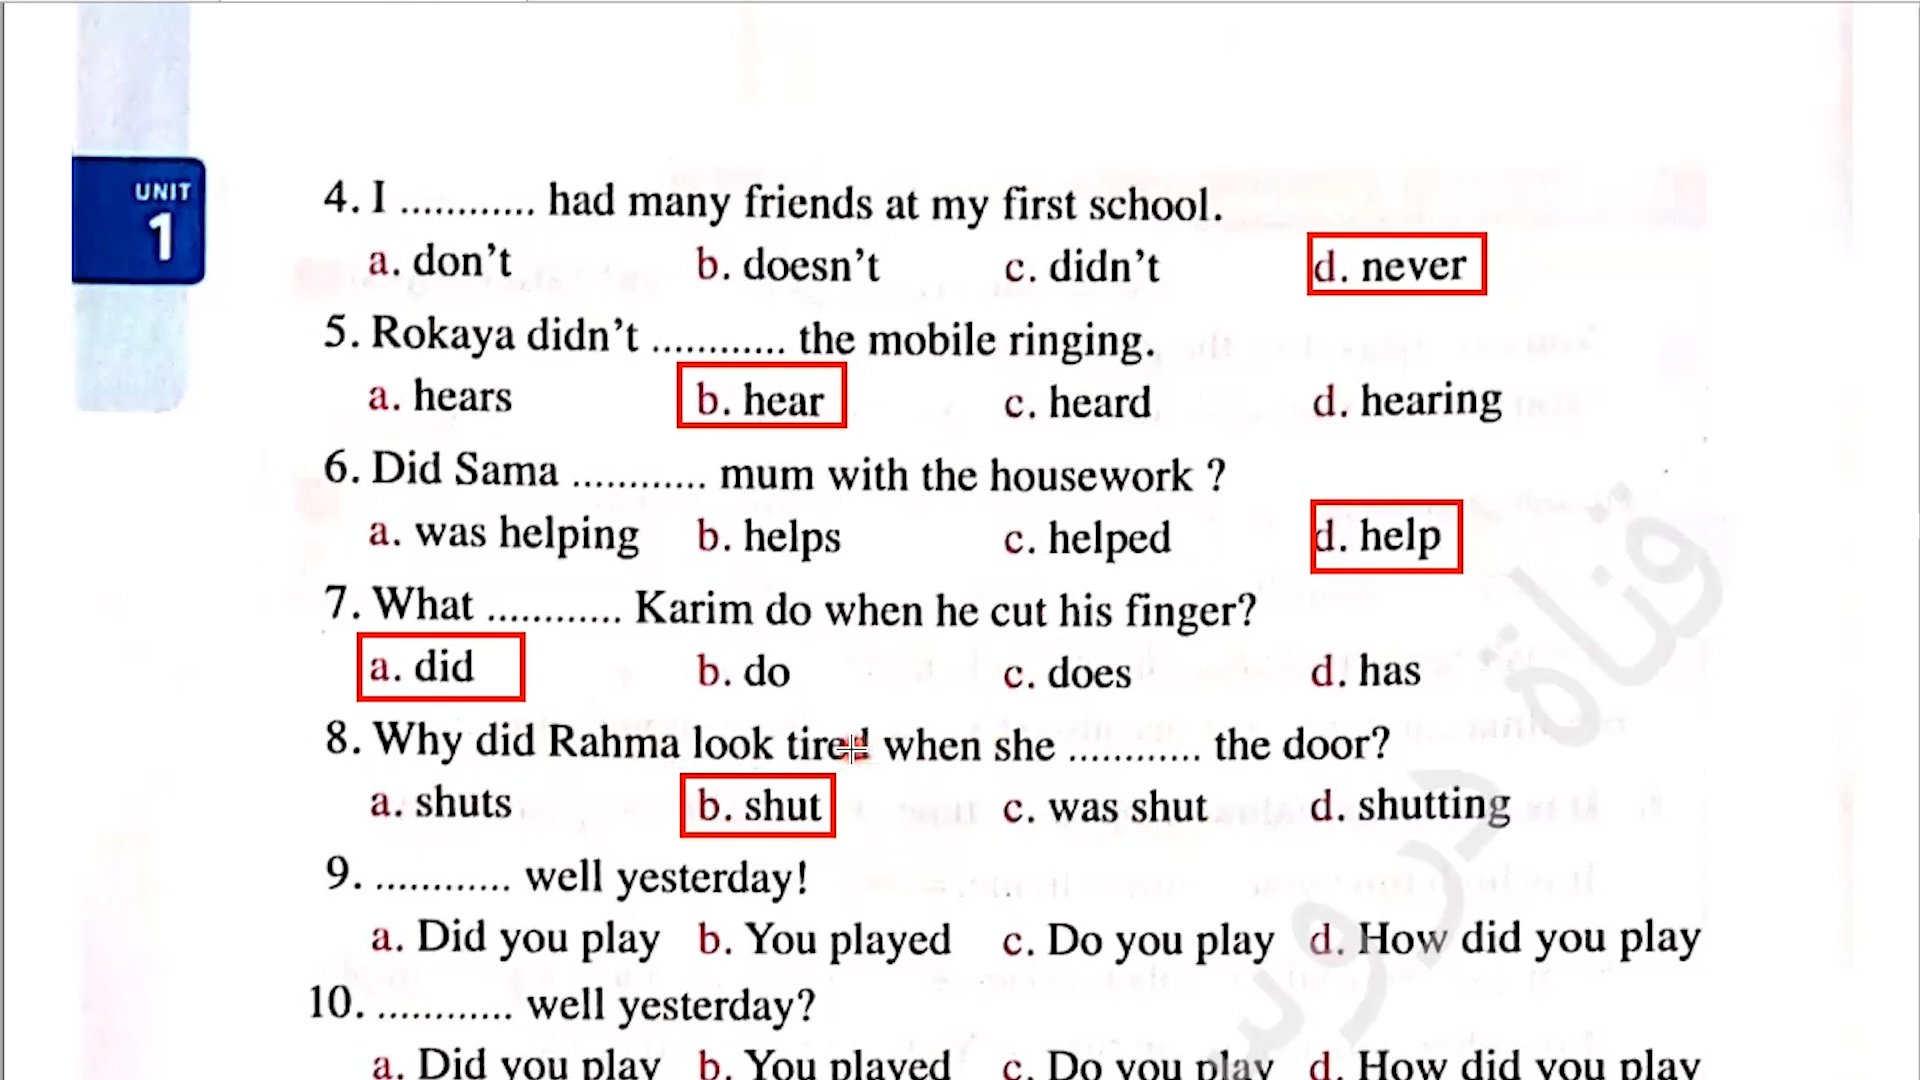 UNIT
1
4. I ............ had many friends at my first school.
a. don't b. doesn't c. didn't d. never
5. Rokaya didn't ............ the mobile ringing.
a. hears b. hear c. heard d. hearing
6. Did Sama ............ mum with the housework ?
a. was helping b. helps c. helped d. help
7. What ............ Karim do when he cut his finger?
a. did b. do c. does d. has
8. Why did Rahma look tired when she ............ the door?
a. shuts b. shut c. was shut d. shutting
9. ............ well yesterday!
a. Did you play b. You played c. Do you play d. How did you play
10. ............ well yesterday?
a. Did you play b. You played c. Do you play d. How did you play
قناة دروس